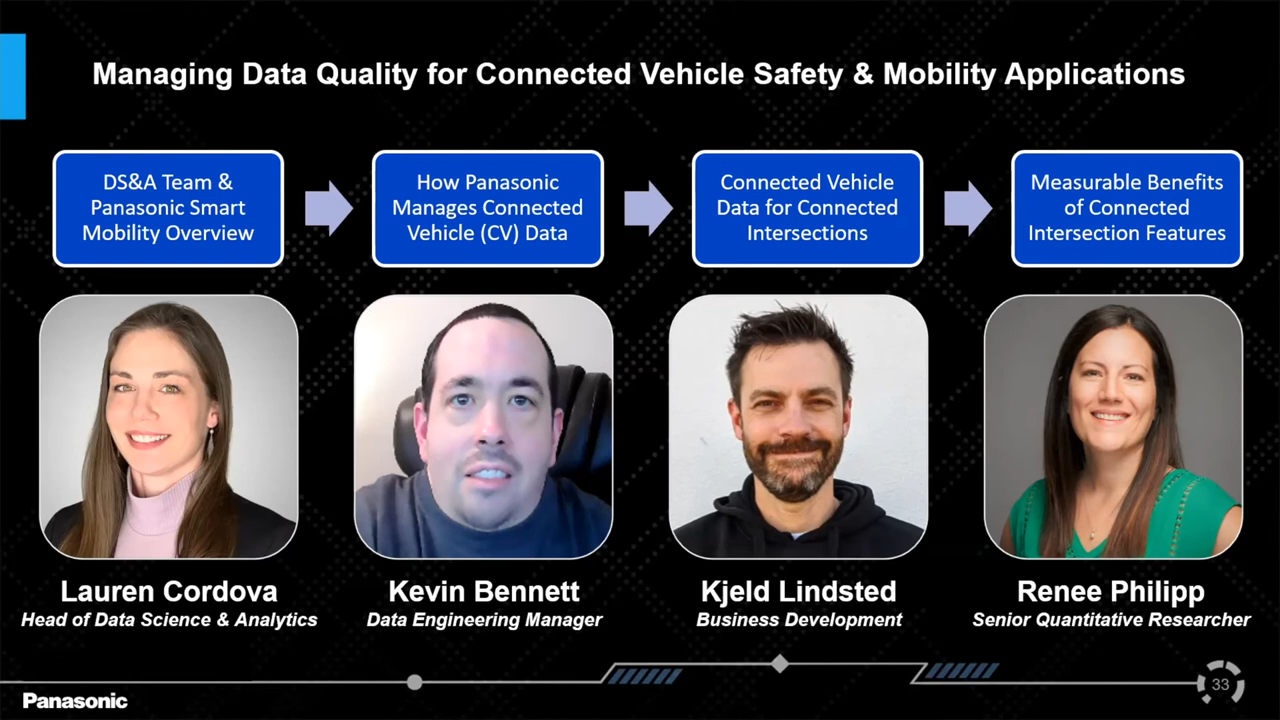 Managing Data Quality for Connected Vehicle Safety & Mobility Applications
DS&A Team &
Panasonic Smart
Mobility Overview
How Panasonic
Manages Connected
Vehicle (CV) Data
Connected Vehicle
Data for Connected
Intersections
Measurable Benefits
of Connected
Intersection Features
Lauren Cordova
Head of Data Science & Analytics
Kevin Bennett
Data Engineering Manager
Kjeld Lindsted
Business Development
Renee Philipp
Senior Quantitative Researcher
Panasonic
33